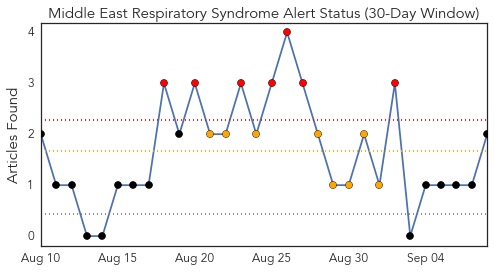 Middle East Respiratory Syndrome Alert Status (30-Day Window)
Articles Found
4
3
2
1
0
Aug 10 Aug 15 Aug 20 Aug 25 Aug 30 Sep 04